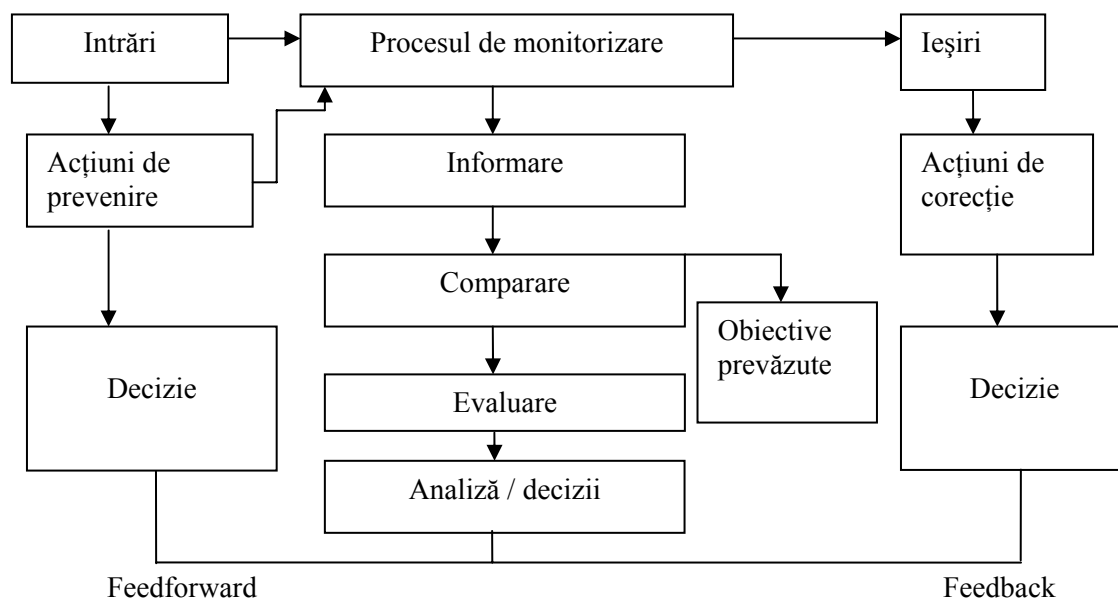 Intrări
Procesul de monitorizare
Ieşiri
Acțiuni de
prevenire
Informare
Acțiuni de
corecție
Comparare
Obiective
prevăzute
Decizie
Evaluare
Decizie
Analiză / decizii
Feedforward
Feedback